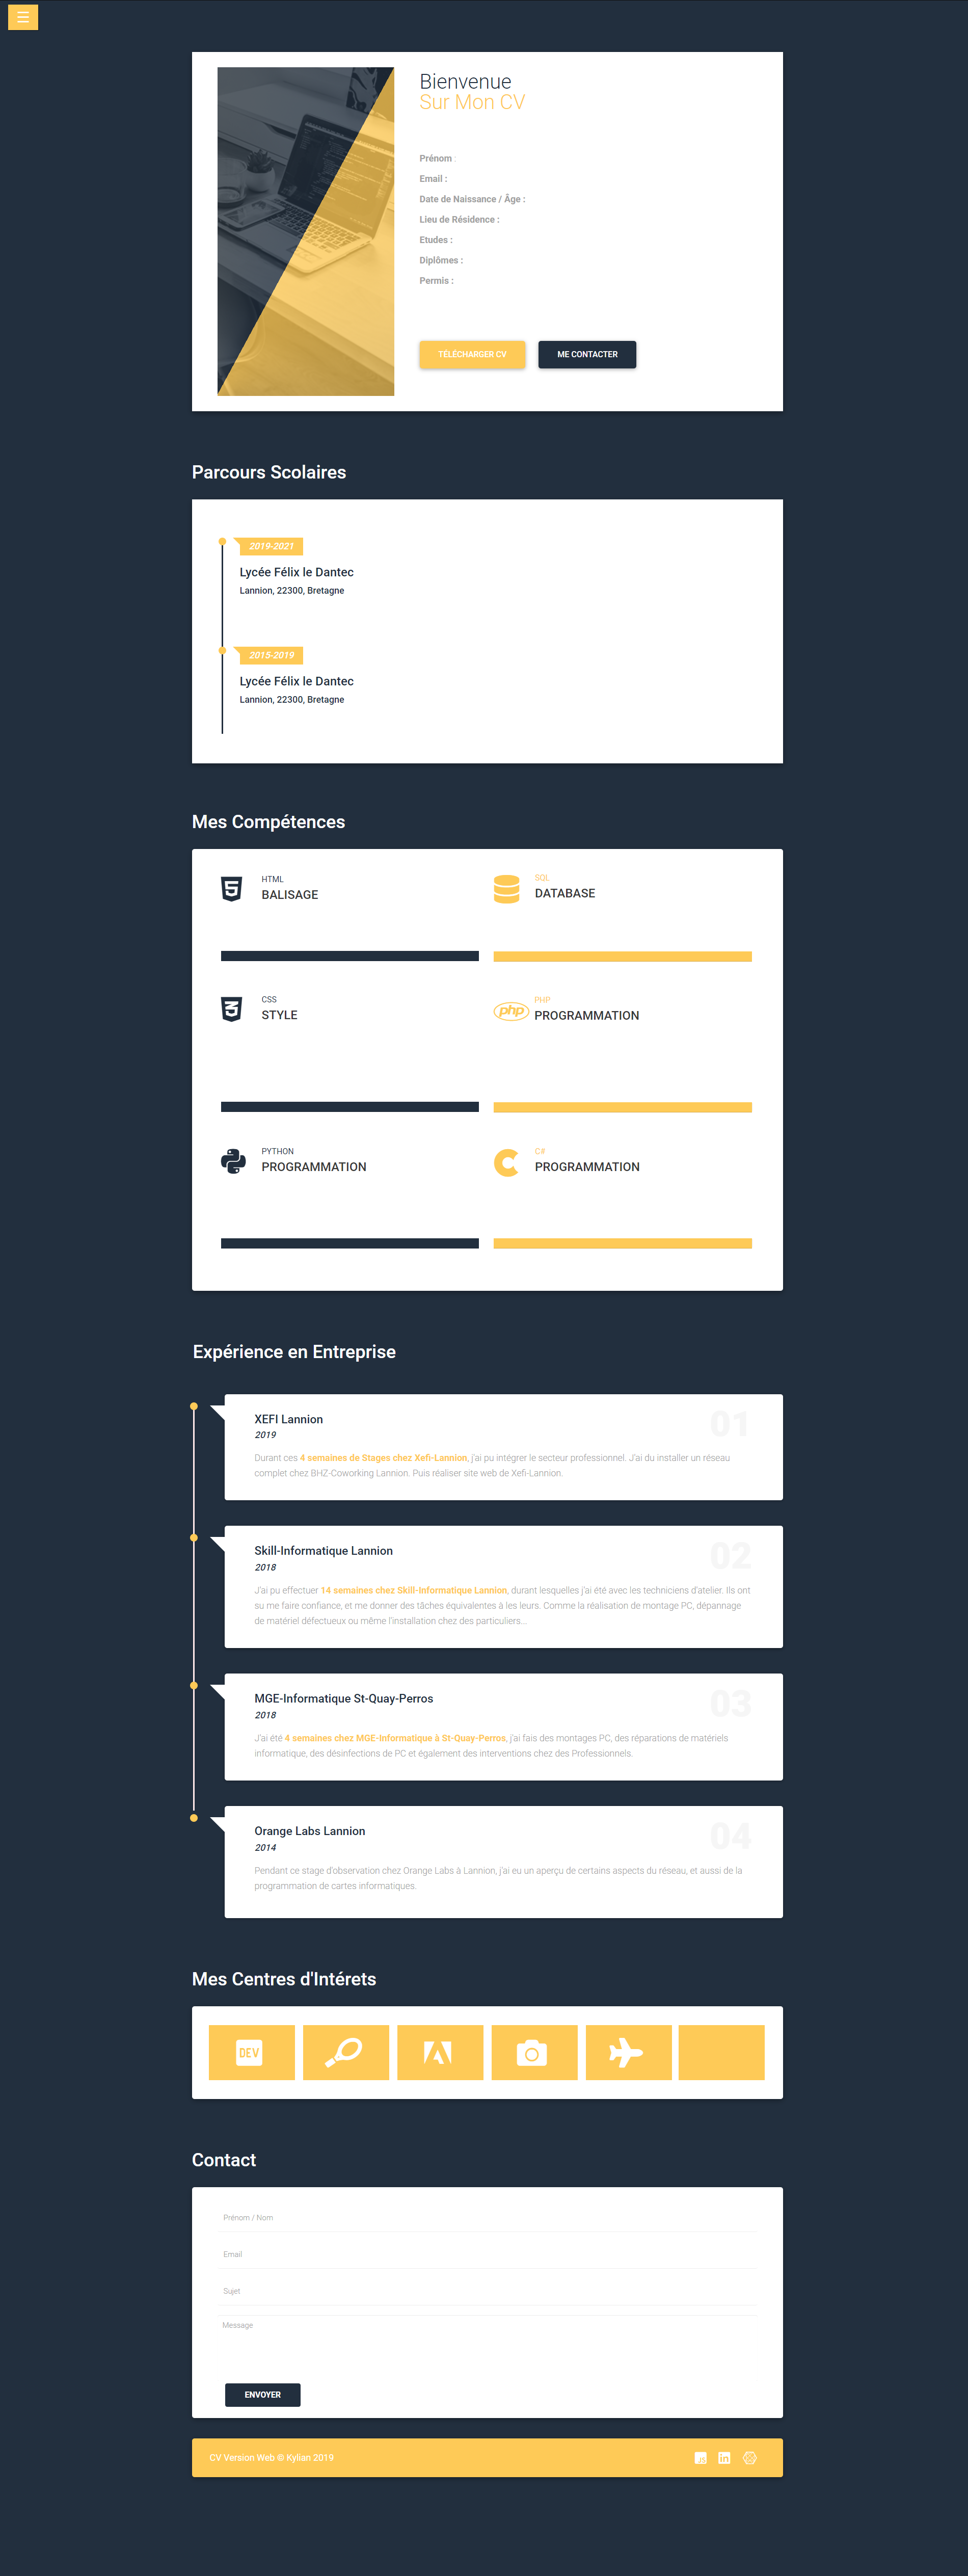 Bienvenue
Sur Mon CV
Prénom :
Email :
Date de Naissance / Âge :
Lieu de Résidence :
Etudes :
Diplômes :
Permis :
TÉLÉCHARGER CV
ME CONTACTER
Parcours Scolaires
2019-2021
Lycée Félix le Dantec
Lannion, 22300, Bretagne
2015-2019
Lycée Félix le Dantec
Lannion, 22300, Bretagne
Mes Compétences
HTML
BALISAGE
SQL
DATABASE
CSS
STYLE
php
PHP
PROGRAMMATION
PYTHON
PROGRAMMATION
C#
PROGRAMMATION
Expérience en Entreprise
01
XEFI Lannion
2019
Durant ces 4 semaines de Stages chez Xefi-Lannion, j'ai pu intégrer le secteur professionnel. J'ai du installer un réseau
complet chez BHZ-Coworking Lannion. Puis réaliser site web de Xefi-Lannion.
02
Skill-Informatique Lannion
2018
J'ai pu effectuer 14 semaines chez Skill-Informatique Lannion, durant lesquelles j'ai été avec les techniciens d'atelier. Ils ont
su me faire confiance, et me donner des tâches équivalentes à les leurs. Comme la réalisation de montage PC, dépannage
de matériel défectueux ou même l'installation chez des particuliers...
03
MGE-Informatique St-Quay-Perros
2018
J'ai été 4 semaines chez MGE-Informatique à St-Quay-Perros, j'ai fais des montages PC, des réparations de matériels
informatique, des désinfections de PC et également des interventions chez des Professionnels.
04
Orange Labs Lannion
2014
Pendant ce stage d'observation chez Orange Labs à Lannion, j'ai eu un aperçu de certains aspects du réseau, et aussi de la
programmation de cartes informatiques.
Mes Centres d'Intérets
DEV
Contact
Prénom / Nom
Email
Sujet
Message
ENVOYER
CV Version Web © Kylian 2019
in